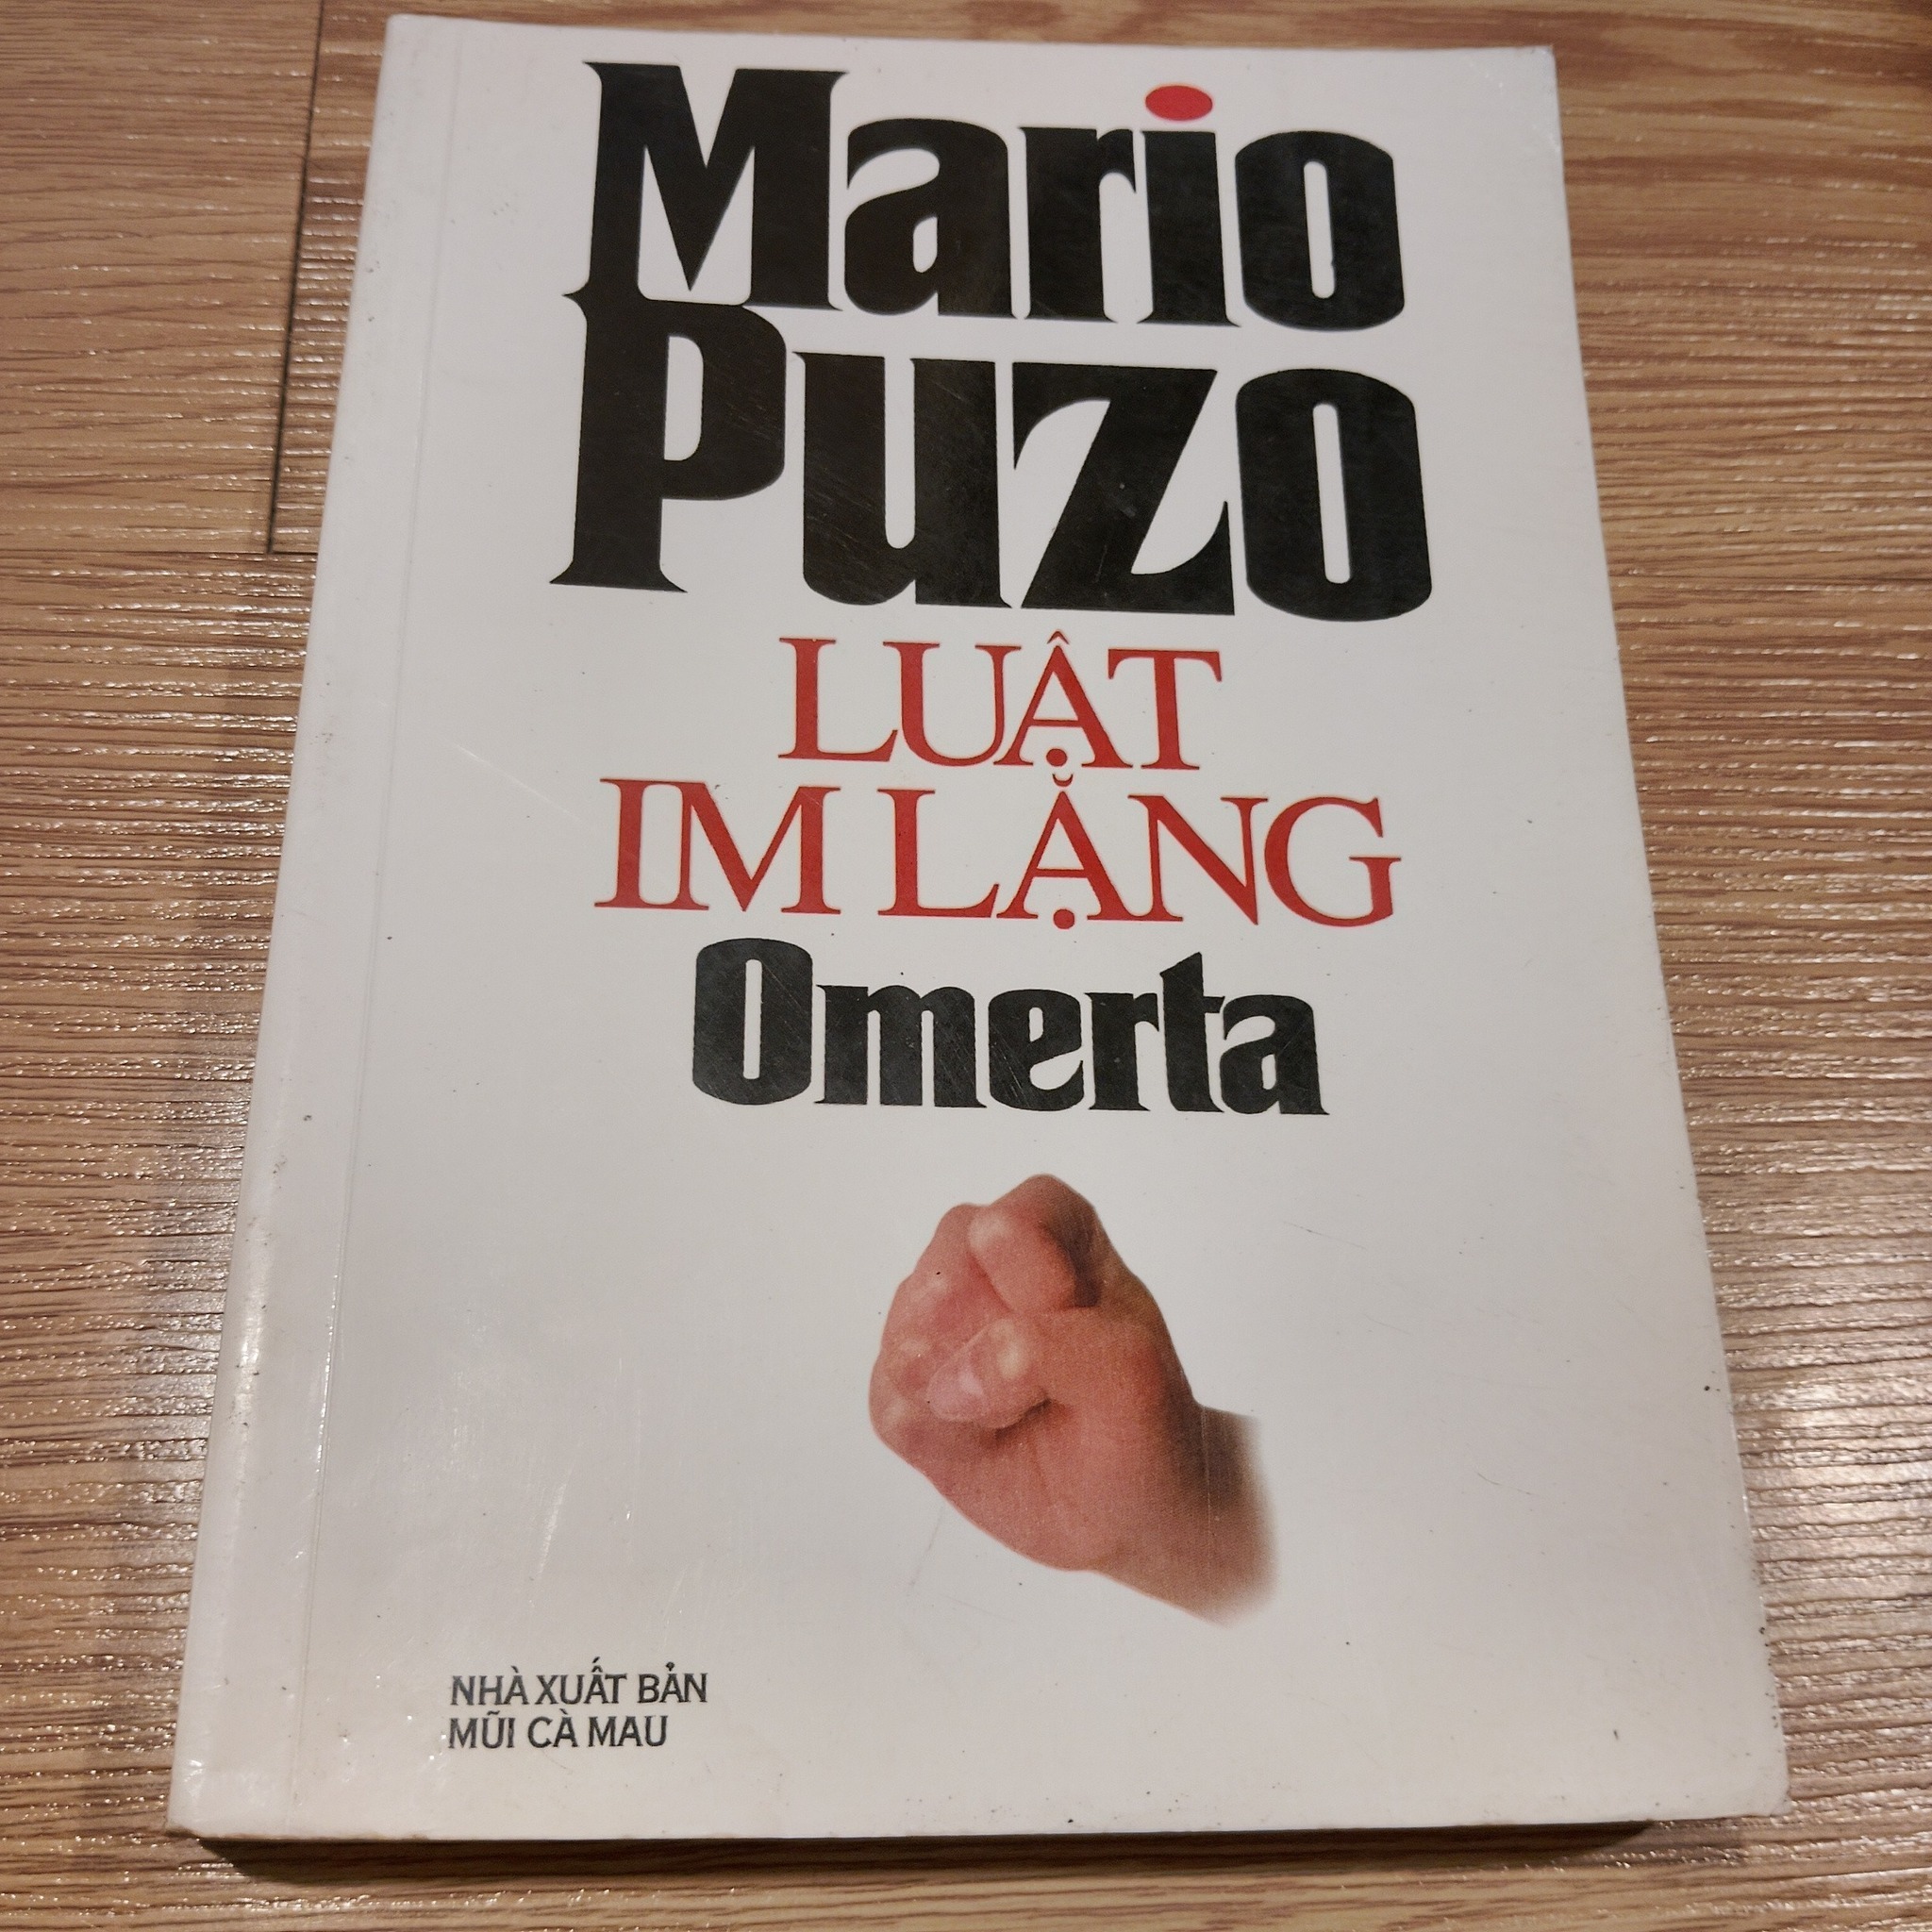 Mario
Puzo
LUẬT
IM LẶNG
Omerta
NHÀ XUẤT BẢN
MŨI CÀ MAU